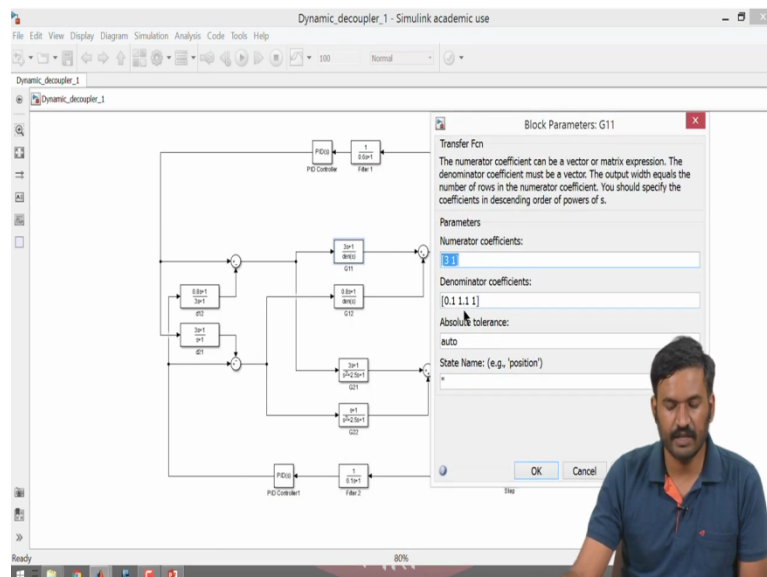 Dynamic_decoupler_1 - Simulink academic use
File Edit View Display Diagram Simulation Analysis Code Tools Help
100 Normal
Dynamic_decoupler_1
Dynamic_decoupler_1
Block Parameters: G11
Transfer Fcn
The numerator coefficient can be a vector or matrix expression. The
denominator coefficient must be a vector. The output width equals the
number of rows in the numerator coefficient. You should specify the
coefficients in descending order of powers of s.
Parameters
Numerator coefficients:
[3 1]
Denominator coefficients:
[0.1 1.1 1]
Absolute tolerance:
auto
State Name: (e.g., 'position')
''
OK Cancel
PID(s)
PID Controller
1
Filter 1
3s+1
den(s)
G11
0.8s+1
den(s)
G12
0.8s+1
3s+1
d12
3s+1
s+1
d21
3s+1
s²+2.5s+1
G21
s+1
s²+2.5s+1
G22
PID(s)
PID Controller1
1
0.1s+1
Filter 2
Step
Ready 80%